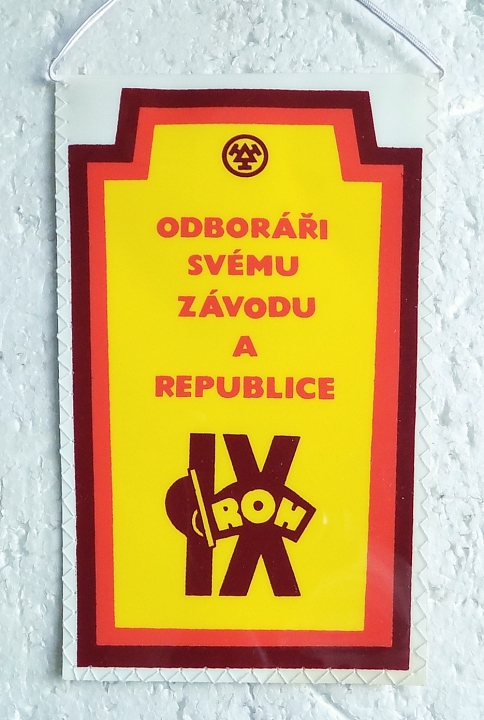 ODBORÁŘI
SVÉMU
ZÁVODU
A
REPUBLICE
IX
ROH